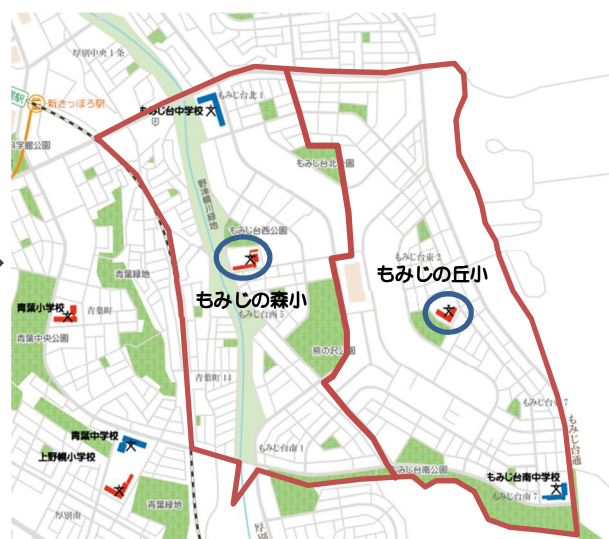 厚別中央1条
新さっぽろ駅
科学館公園
もみじ台中学校
もみじ台北1
もみじ台北公園
野津幌川緑地
もみじ台西公園
もみじ台東2
もみじの丘小
もみじの森小
もみじ台西5
青葉緑地
青葉小学校
青葉町
青葉中央公園
熊の沢公園
青葉町14
もみじ台通
もみじ台南1
青葉中学校
上野幌小学校
もみじ台南公園
もみじ台南中学校
もみじ台南7
青葉緑地
厚別南